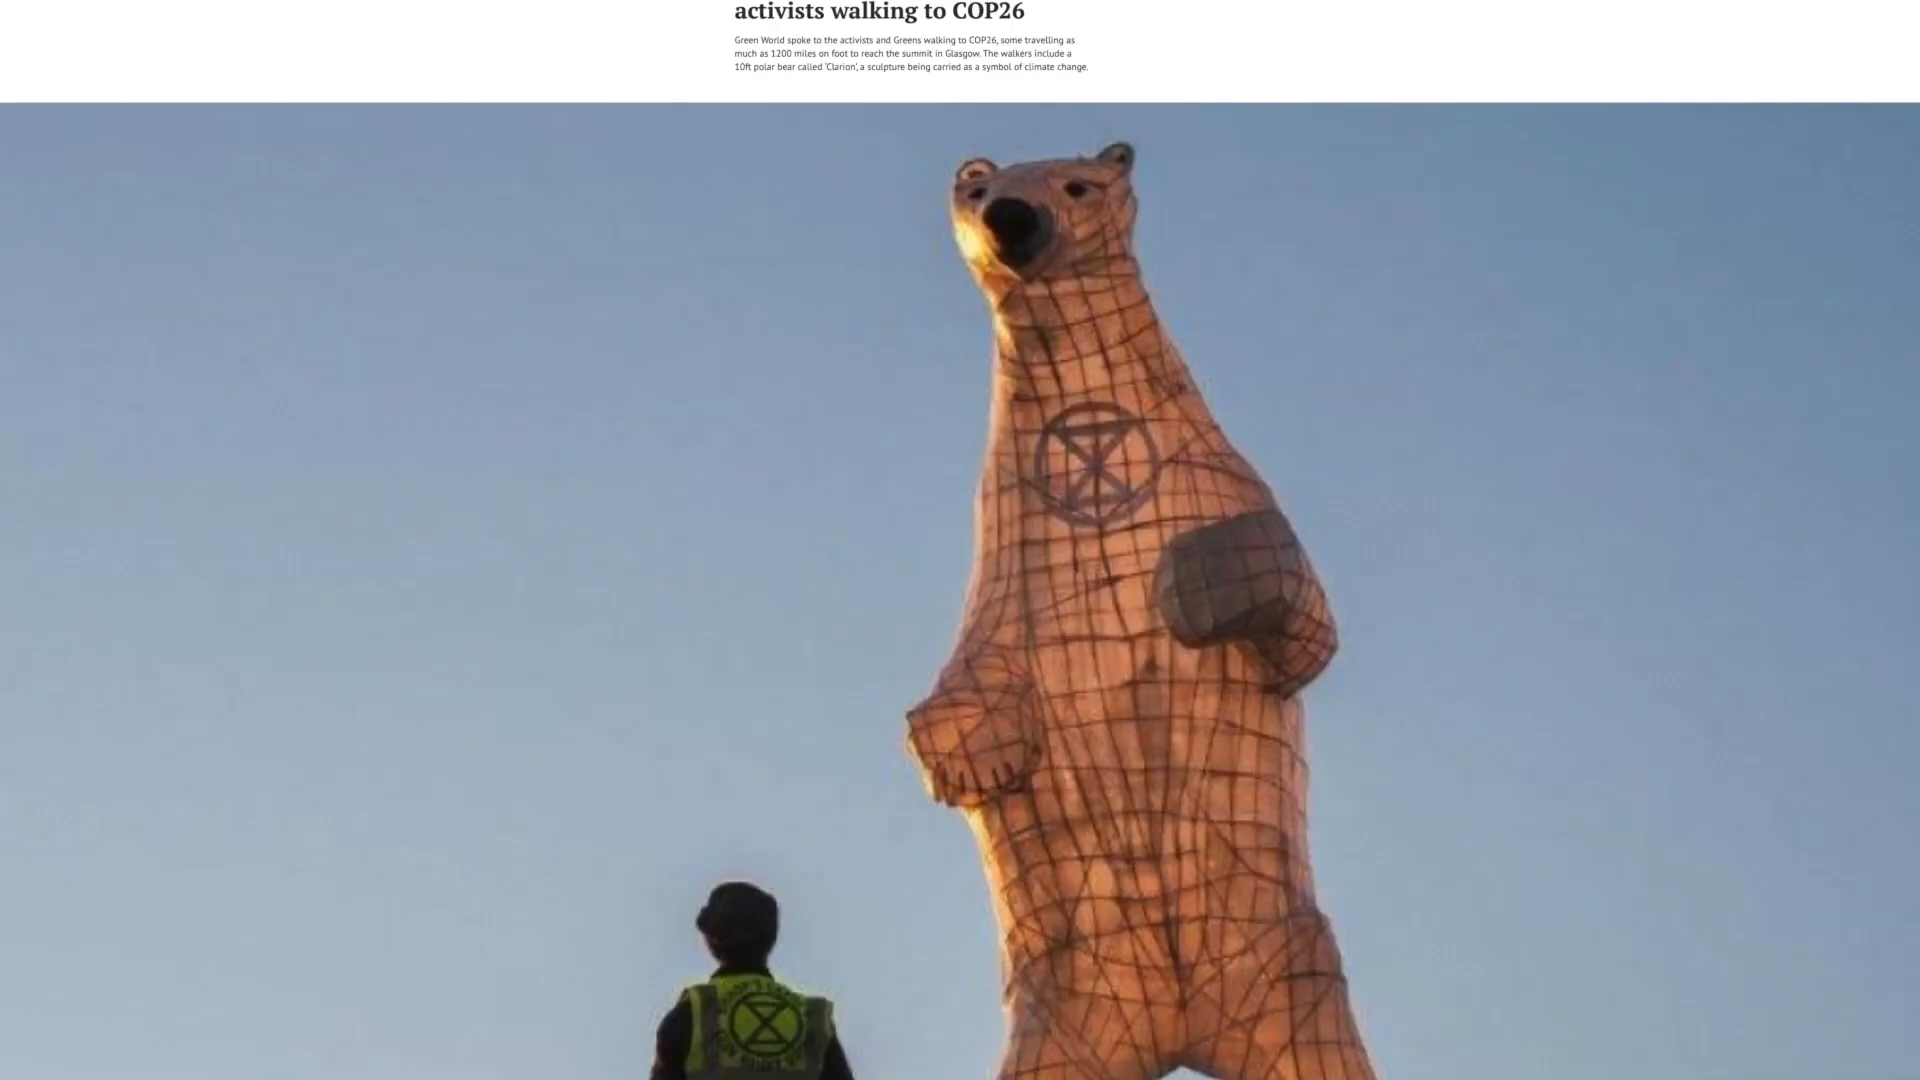 activists walking to COP26
Green World spoke to the activists and Greens walking to COP26, some travelling as
much as 1200 miles on foot to reach the summit in Glasgow. The walkers include a
10ft polar bear called ‘Clarion’, a sculpture being carried as a symbol of climate change.